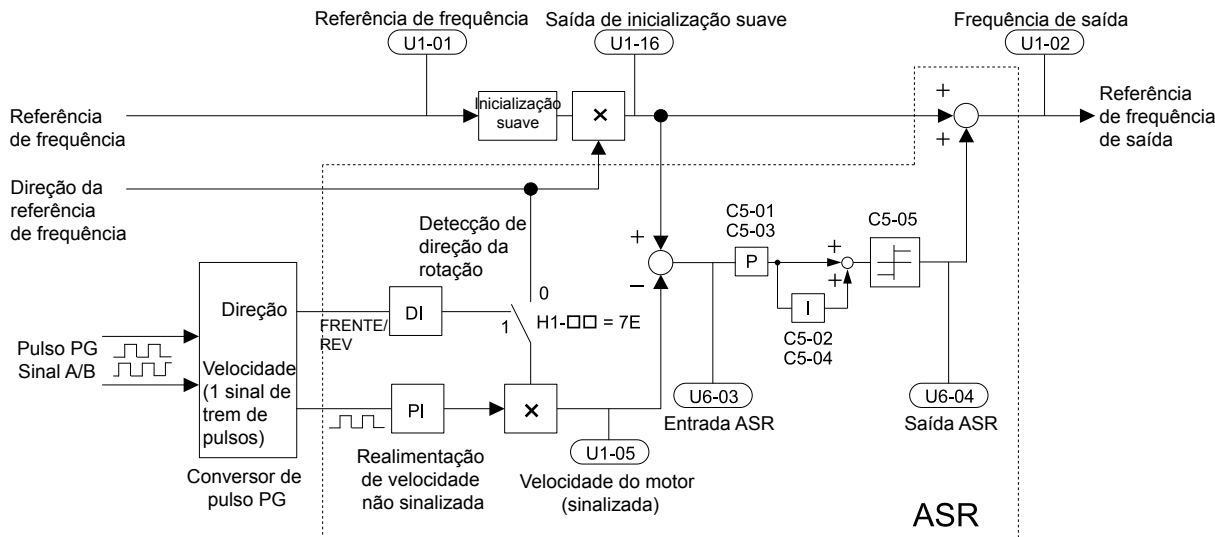 Referência de frequência
U1-01
Saída de inicialização suave
U1-16
Frequência de saída
U1-02
Referência
de frequência
Inicialização
suave
×
+
+
Referência
de frequência
de saída
Direção da
referência
de frequência
Detecção de
direção da
rotação
+
−
C5-01
C5-03
P
+
+
I
C5-02
C5-04
C5-05
0
1
H1-□□ = 7E
Direção
FRENTE/
REV
DI
Pulso PG
Sinal A/B
Velocidade
(1 sinal de
trem de
pulsos)
PI
×
U6-03
Entrada ASR
U6-04
Saída ASR
U1-05
Velocidade do motor
(sinalizada)
Realimentação
de velocidade
não sinalizada
Conversor de
pulso PG
ASR